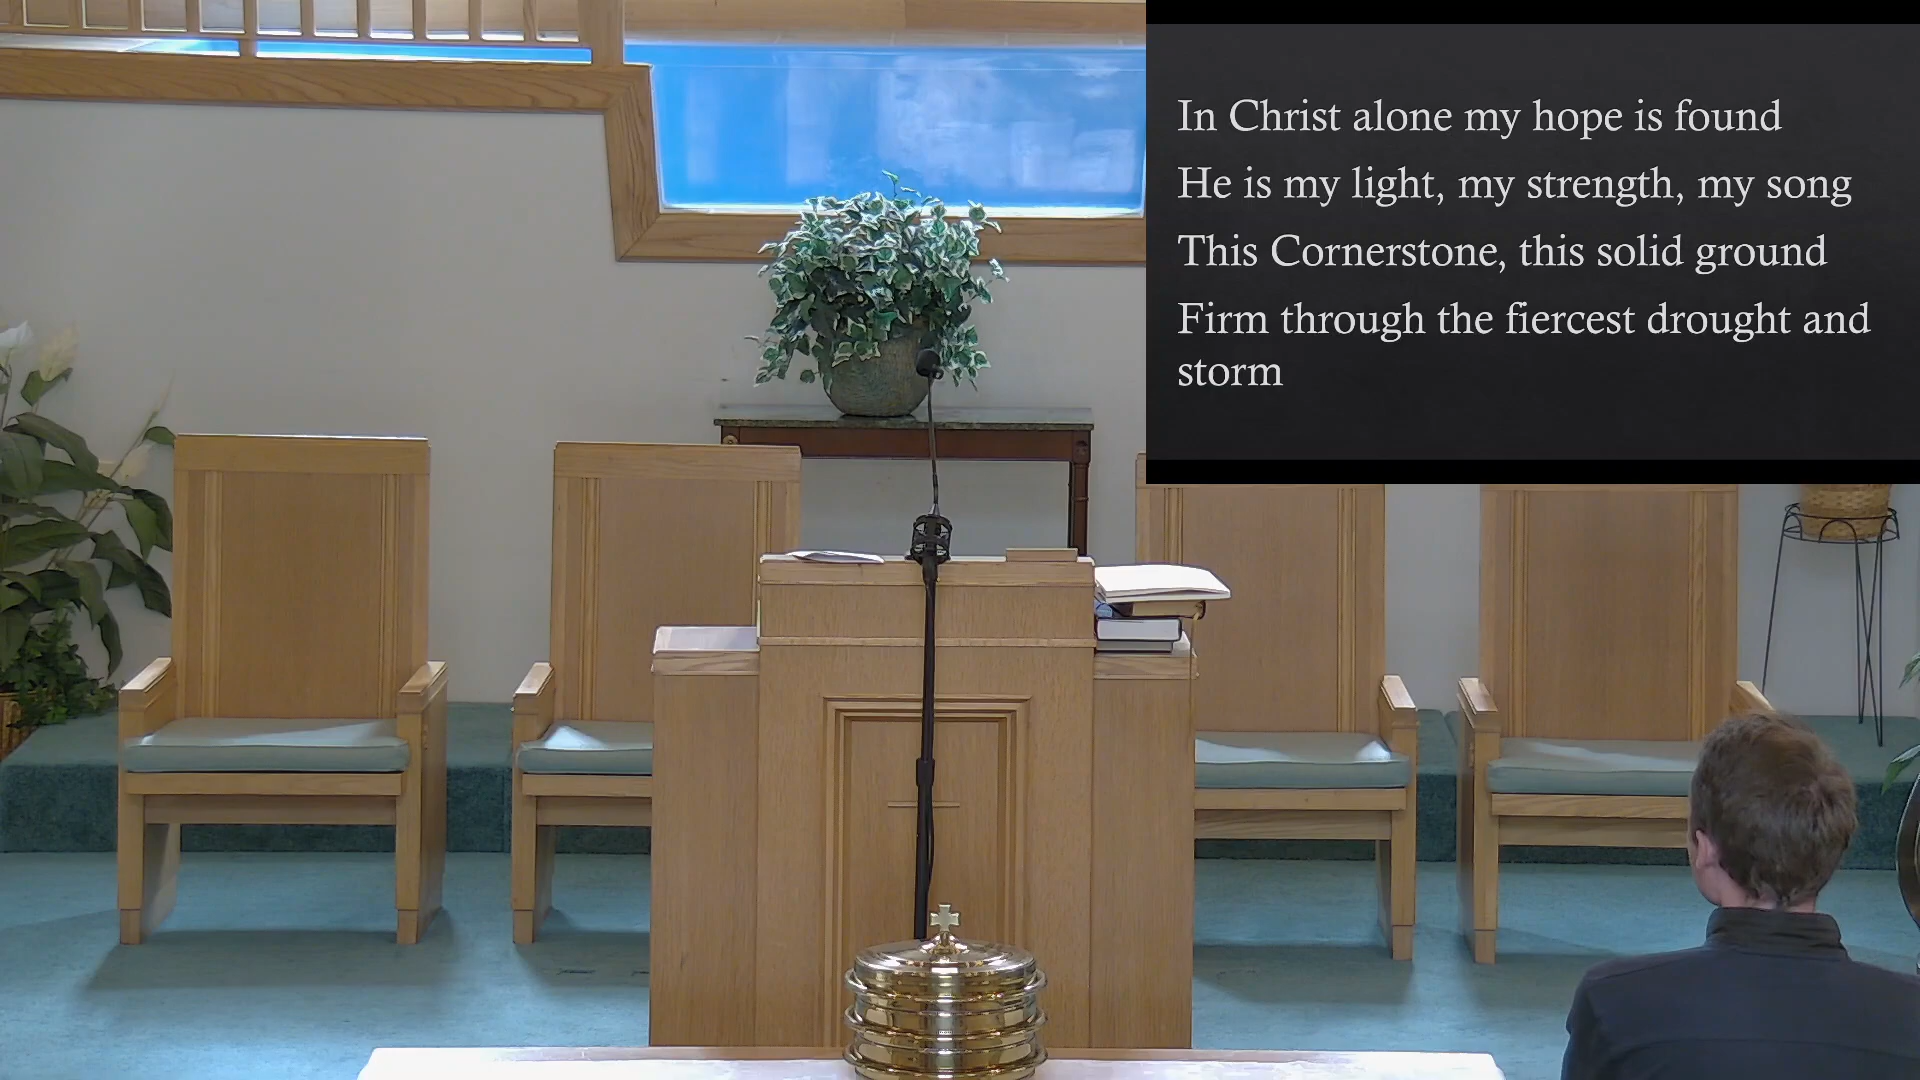 In Christ alone my hope is found
He is my light, my strength, my song
This Cornerstone, this solid ground
Firm through the fiercest drought and
storm